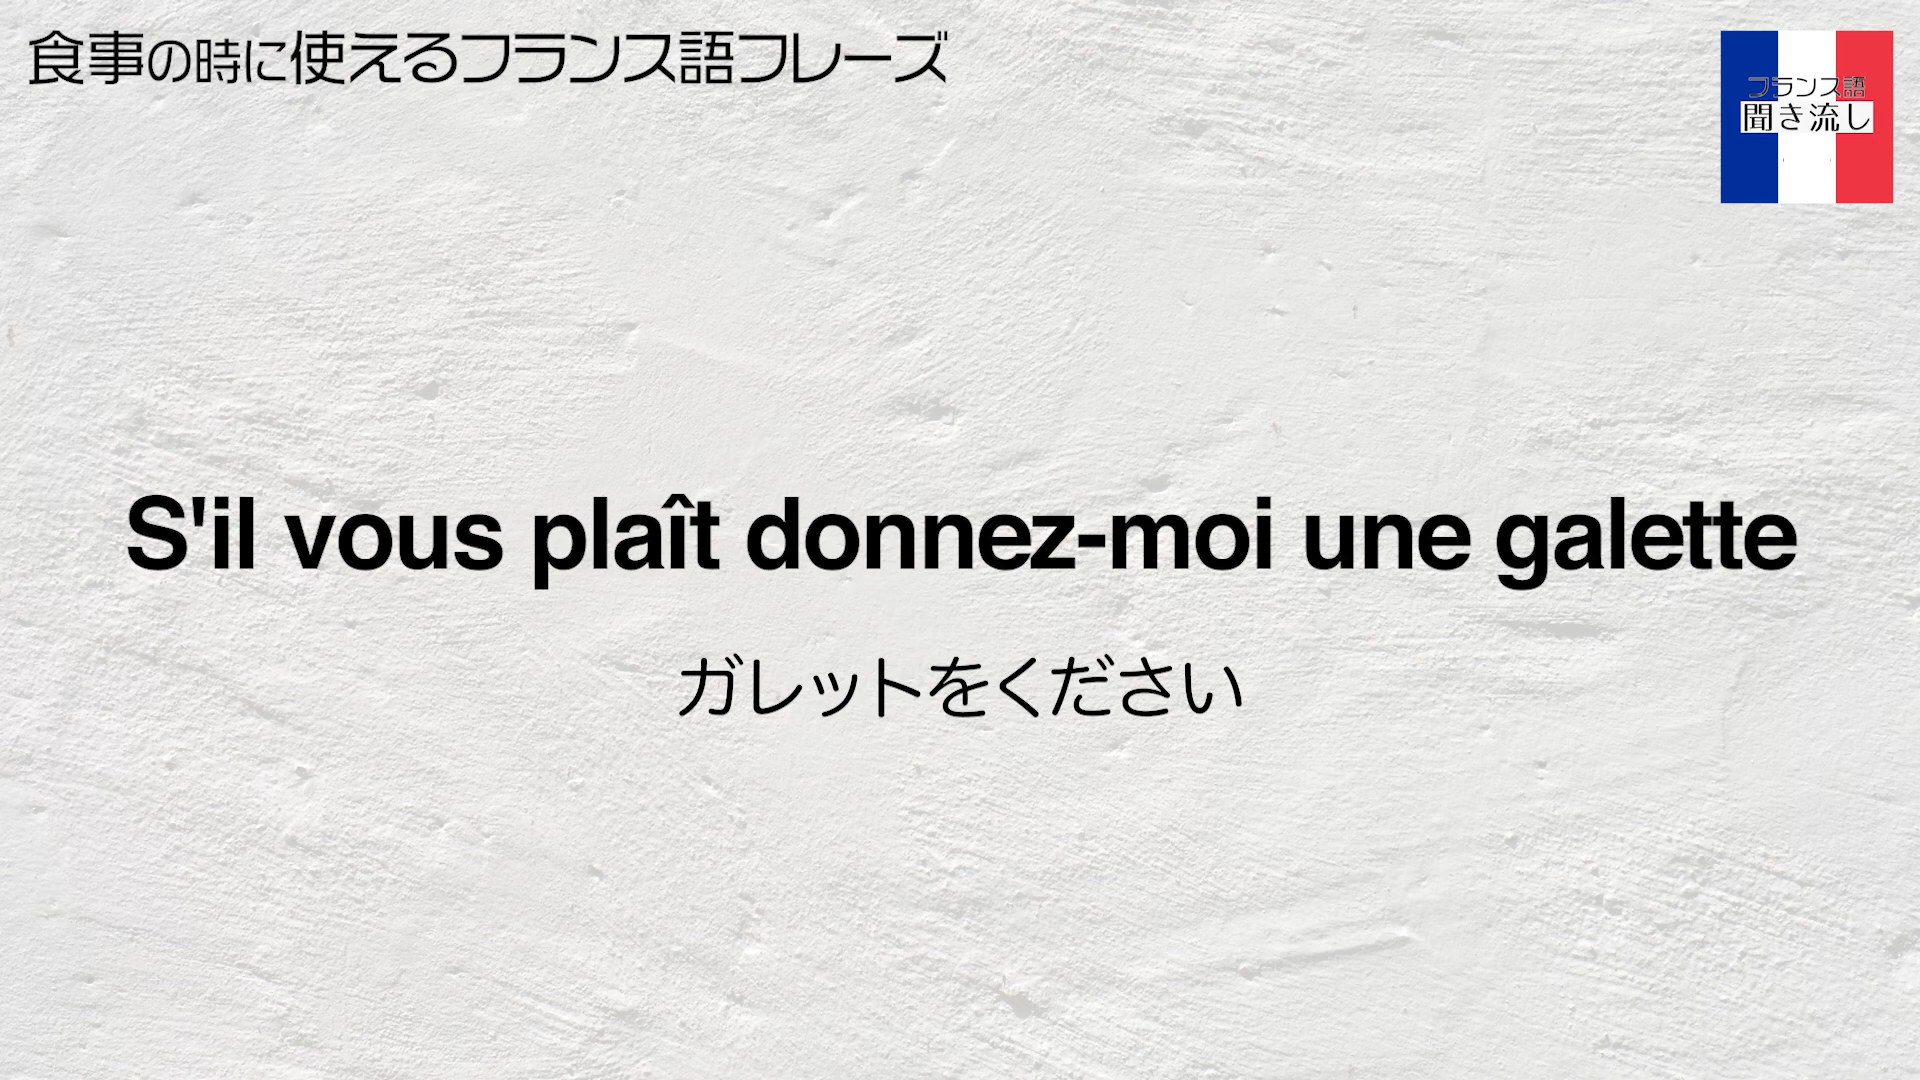 食事の時に使えるフランス語フレーズ
フランス語
聞き流し
S'il vous plaît donnez-moi une galette
ガレットをください